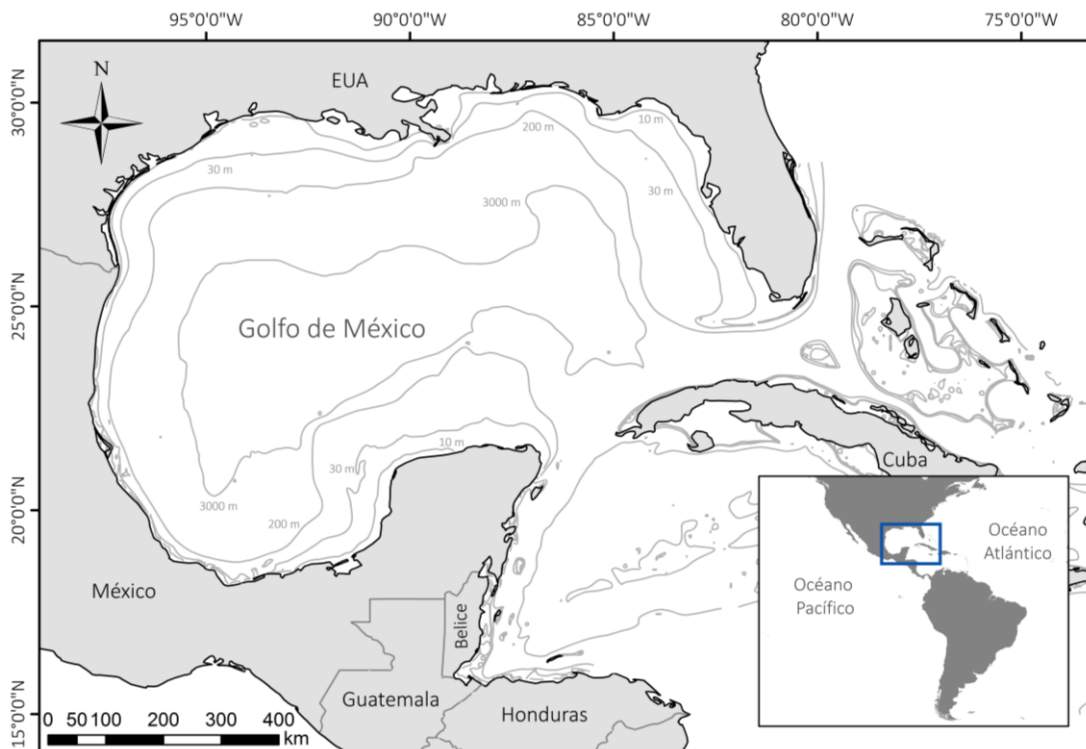 95°0'0"W 90°0'0"W 85°0'0"W 80°0'0"W 75°0'0"W
N
EUA
30°0'0"N
10 m
200 m
30 m
30 m
3000 m
25°0'0"N
Golfo de México
10 m
Cuba
30 m
3000 m
20°0'0"N
200 m
Océano
Atlántico
México
Océano
Pacífico
Belice
Guatemala
Honduras
15°0'0"N
0 50 100 200 300 400
km